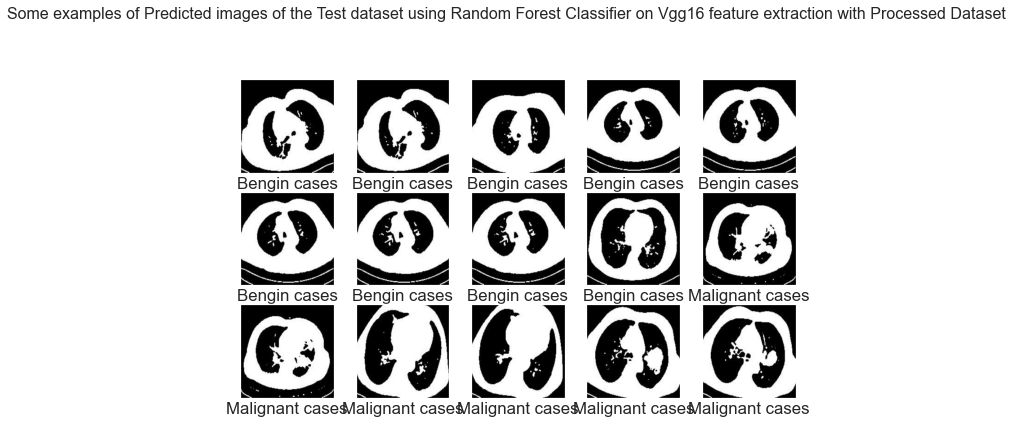 Some examples of Predicted images of the Test dataset using Random Forest Classifier on Vgg16 feature extraction with Processed Dataset
Bengin cases Bengin cases Bengin cases Bengin cases Bengin cases
Bengin cases Bengin cases Bengin cases Bengin cases Malignant cases
Malignant cases Malignant cases Malignant cases Malignant cases Malignant cases